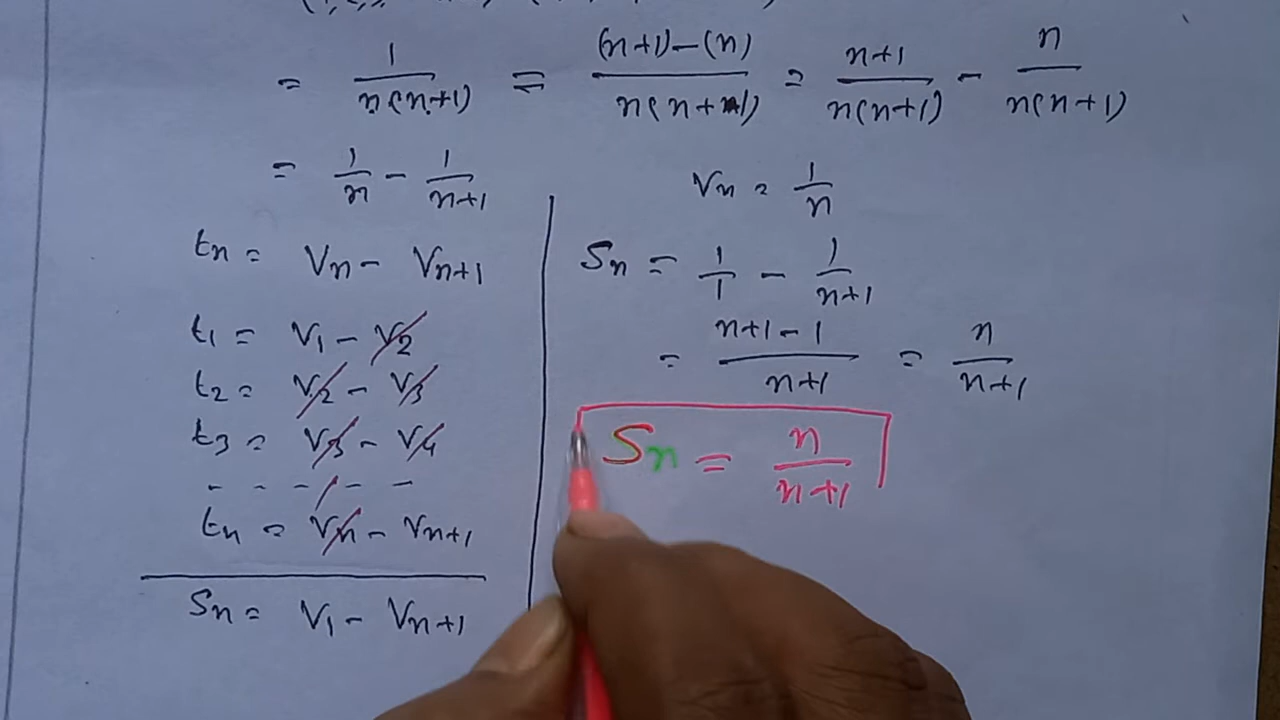 = 1/n(n+1) = (n+1)-(n)/n(n+1) = n+1/n(n+1) - n/n(n+1)
= 1/n - 1/n+1
tn = Vn - Vn+1
t1 = V1 - V2
t2 = V2 - V3
t3 = V3 - V4
- - - - - -
tn = Vn - Vn+1
Sn = V1 - Vn+1
Vn = 1/n
Sn = 1/1 - 1/n+1
= n+1-1/n+1 = n/n+1
Sn = n/n+1